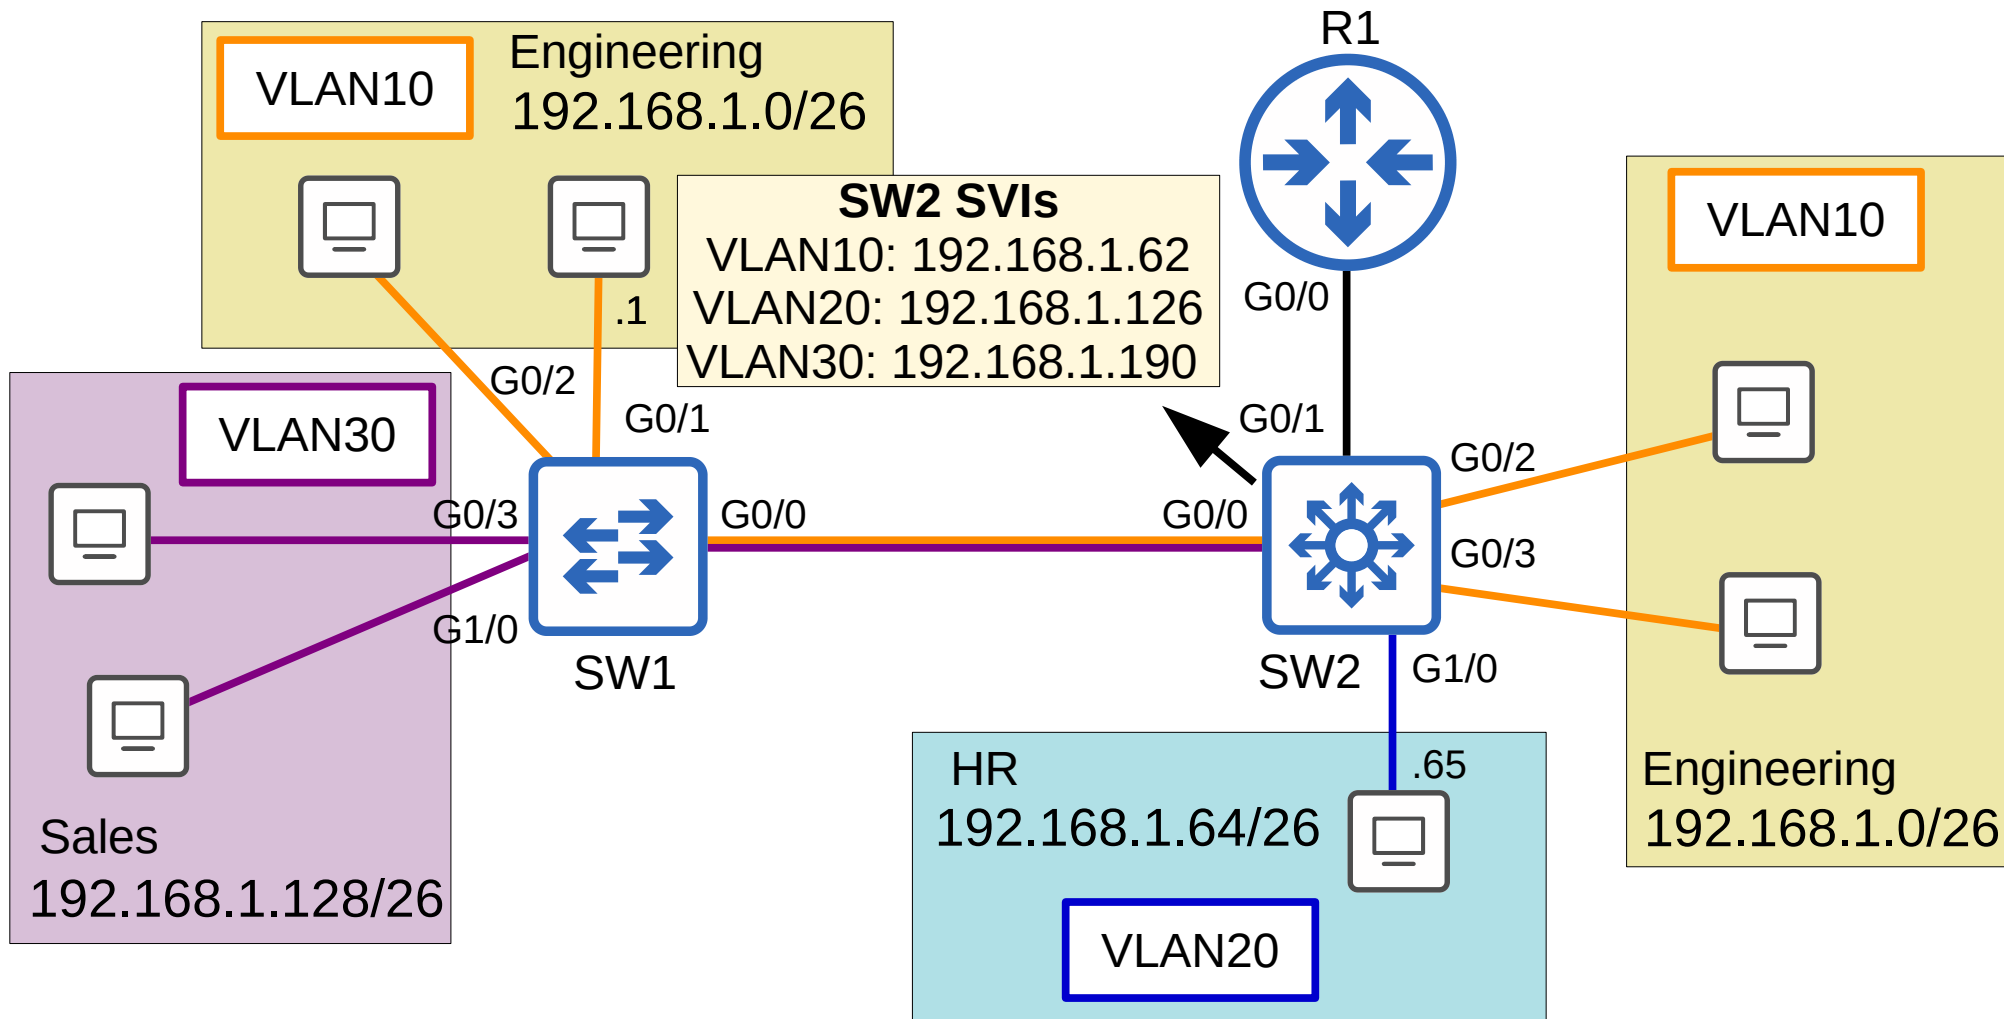 R1
Engineering
VLAN10
192.168.1.0/26
SW2 SVIs
VLAN10: 192.168.1.62
VLAN20: 192.168.1.126
VLAN30: 192.168.1.190
VLAN10
G0/0
.1
G0/2
G0/1
G0/1
VLAN30
G0/2
G0/3
G0/0
G0/0
G0/3
G1/0
SW1
SW2
G1/0
HR
.65
192.168.1.64/26
VLAN20
Engineering
192.168.1.0/26
Sales
192.168.1.128/26